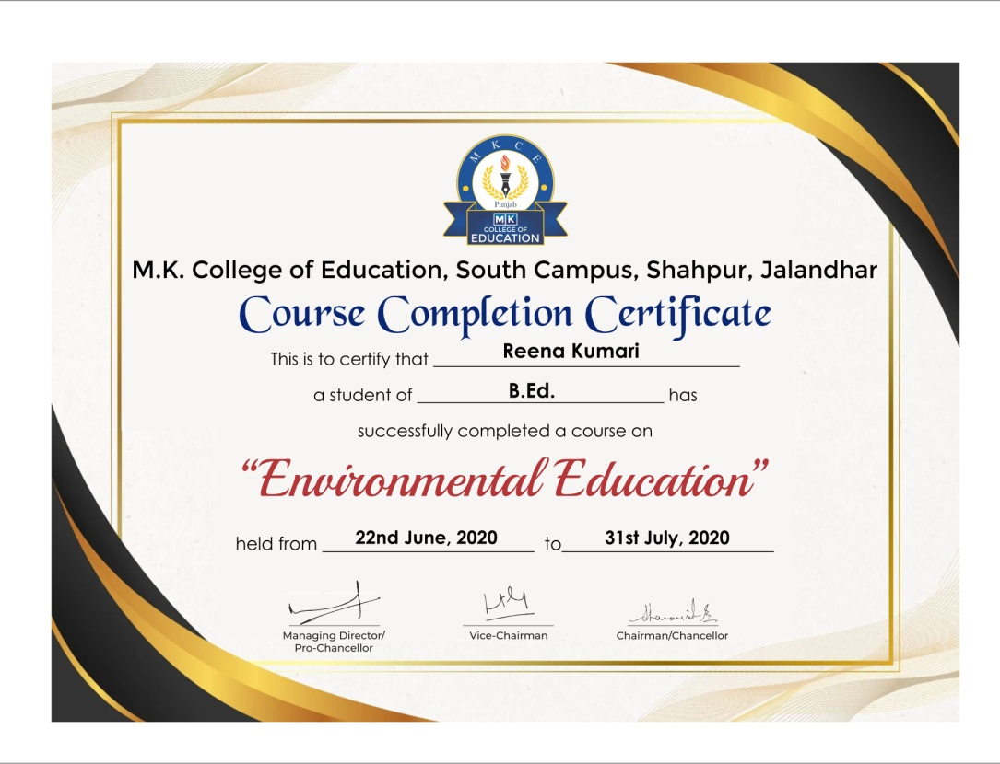 M K C E
Punjab
MK
COLLEGE OF
EDUCATION
M.K. College of Education, South Campus, Shahpur, Jalandhar
Course Completion Certificate
This is to certify that Reena Kumari
a student of B.Ed. has
successfully completed a course on
“Environmental Education”
held from 22nd June, 2020 to 31st July, 2020
Managing Director/ Vice-Chairman Chairman/Chancellor
Pro-Chancellor